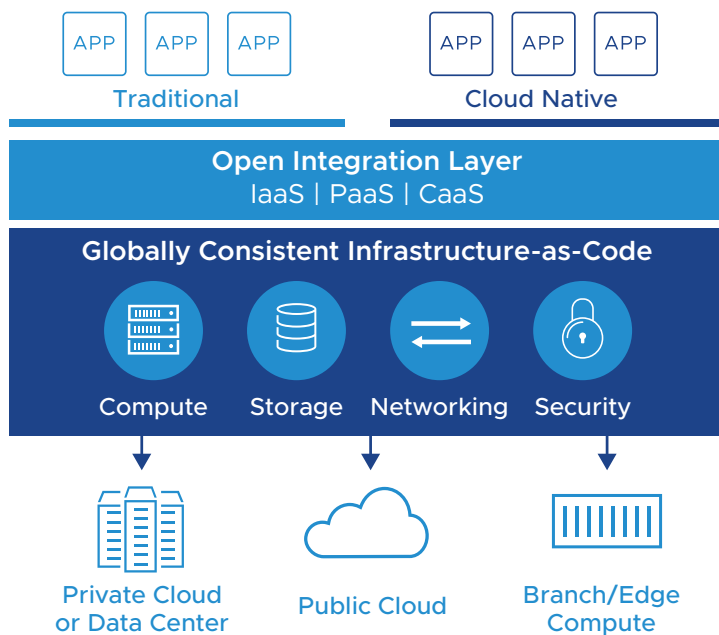 APP APP APP APP APP APP
Traditional
Cloud Native
Open Integration Layer
IaaS | PaaS | CaaS
Globally Consistent Infrastructure-as-Code
Compute Storage Networking Security
Private Cloud
or Data Center
Public Cloud
Branch/Edge
Compute